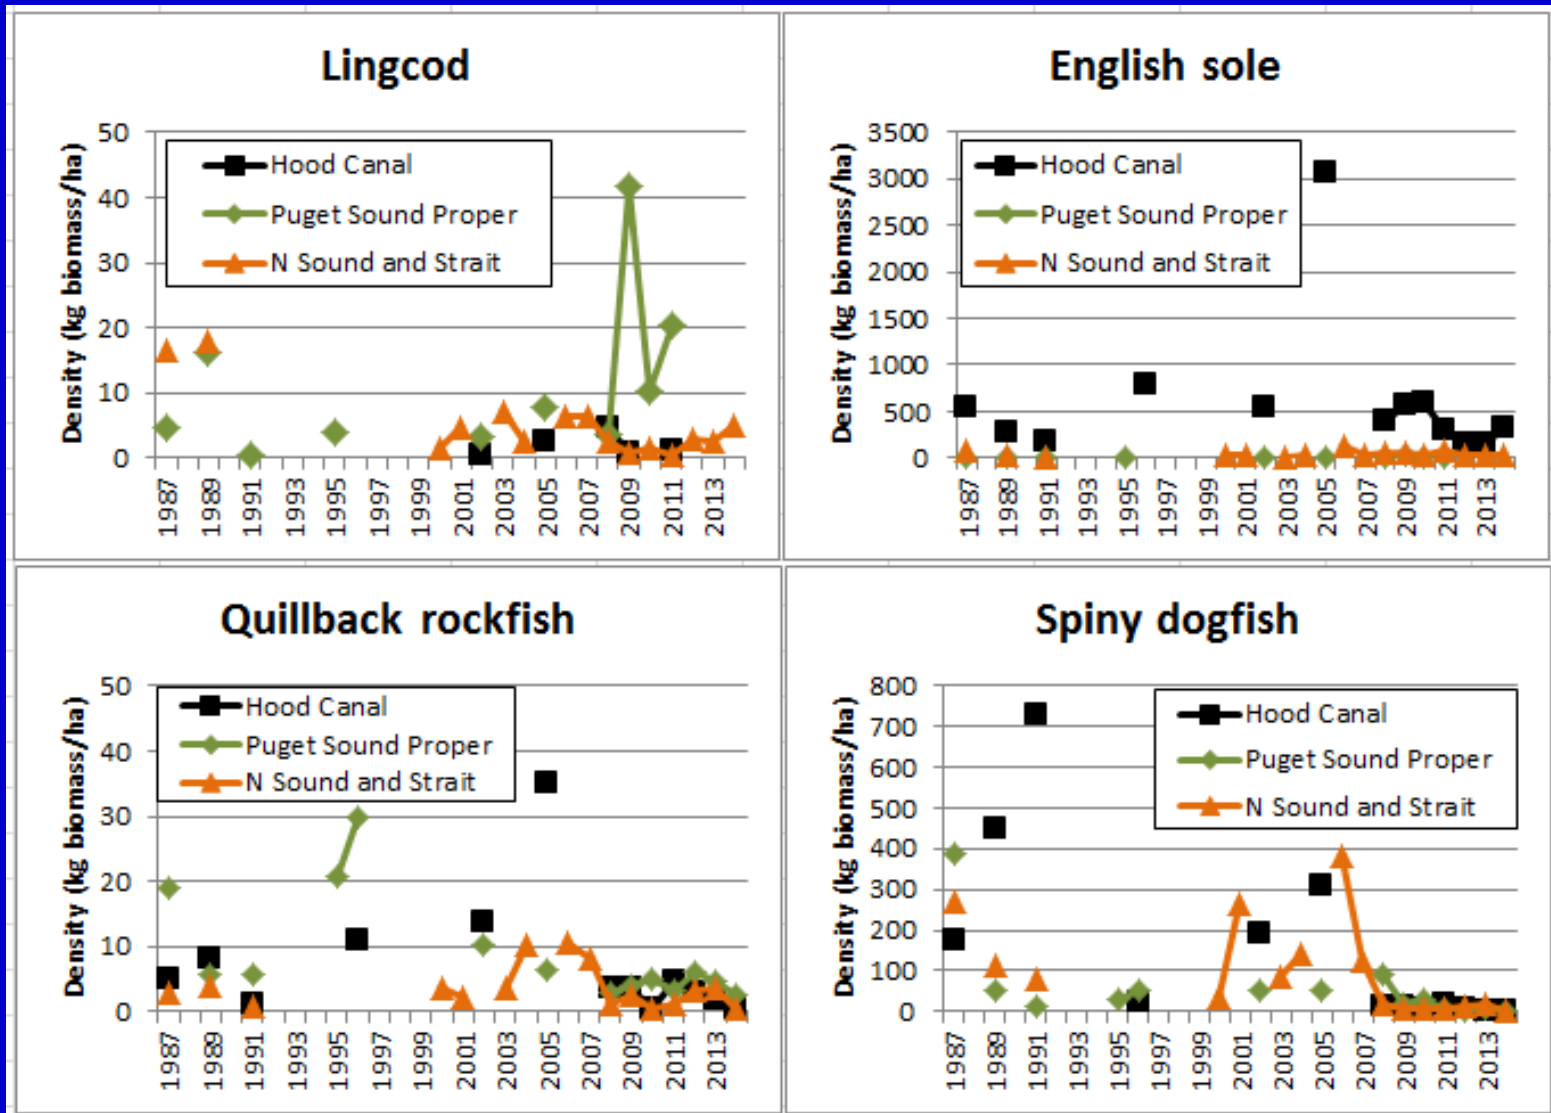 Lingcod
Density (kg biomass/ha)
50
40
30
20
10
0
Hood Canal
Puget Sound Proper
N Sound and Strait
1987 1989 1991 1993 1995 1997 1999 2001 2003 2005 2007 2009 2011 2013
English sole
Density (kg biomass/ha)
3500
3000
2500
2000
1500
1000
500
0
Hood Canal
Puget Sound Proper
N Sound and Strait
1987 1989 1991 1993 1995 1997 1999 2001 2003 2005 2007 2009 2011 2013
Quillback rockfish
Density (kg biomass/ha)
50
40
30
20
10
0
Hood Canal
Puget Sound Proper
N Sound and Strait
1987 1989 1991 1993 1995 1997 1999 2001 2003 2005 2007 2009 2011 2013
Spiny dogfish
Density (kg biomass/ha)
800
700
600
500
400
300
200
100
0
Hood Canal
Puget Sound Proper
N Sound and Strait
1987 1989 1991 1993 1995 1997 1999 2001 2003 2005 2007 2009 2011 2013